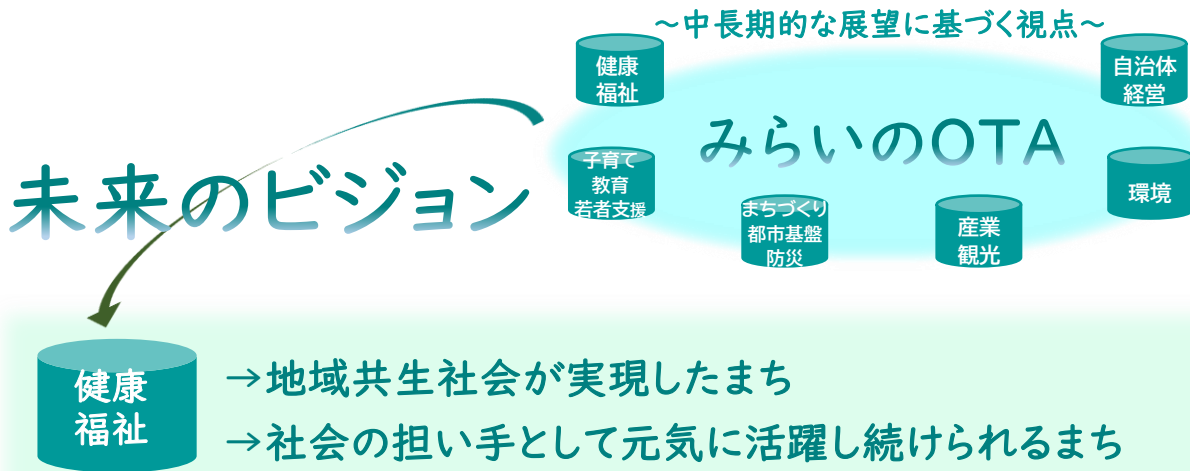 ～中長期的な展望に基づく視点～
健康
福祉
自治体
経営
みらいのOTA
子育て
教育
若者支援
環境
まちづくり
都市基盤
防災
産業
観光
未来のビジョン
健康
福祉
→地域共生社会が実現したまち
→社会の担い手として元気に活躍し続けられるまち